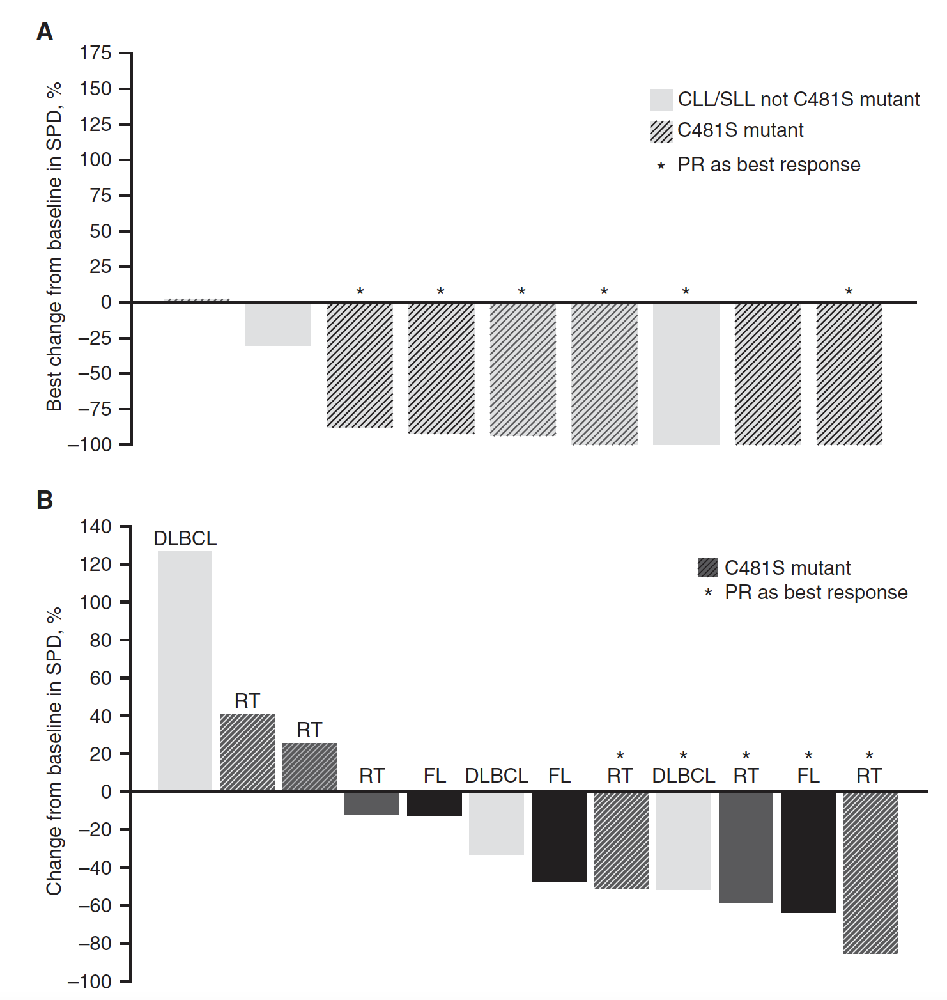 A
175
150
125
100
75
50
25
0
–25
–50
–75
–100
Best change from baseline in SPD, %
CLL/SLL not C481S mutant
C481S mutant
* PR as best response
* * * * * *
B
140
120
100
80
60
40
20
0
–20
–40
–60
–80
–100
Change from baseline in SPD, %
C481S mutant
* PR as best response
DLBCL
RT
RT
* * * * *
RT FL DLBCL FL RT DLBCL RT FL RT